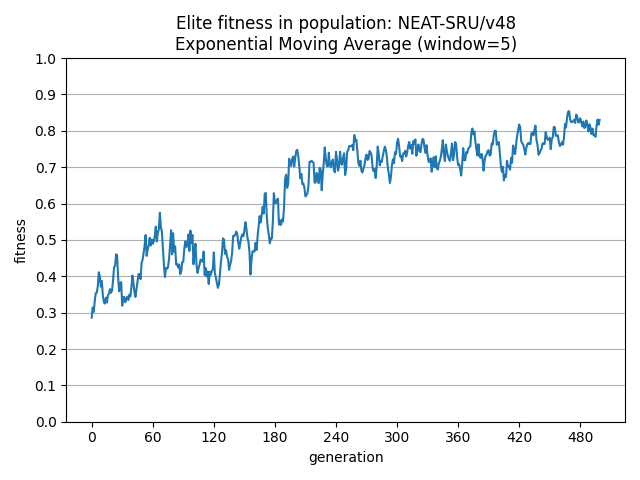 Elite fitness in population: NEAT-SRU/v48
Exponential Moving Average (window=5)
1.0
0.9
0.8
0.7
0.6
0.5
0.4
0.3
0.2
0.1
0.0
fitness
0 60 120 180 240 300 360 420 480
generation